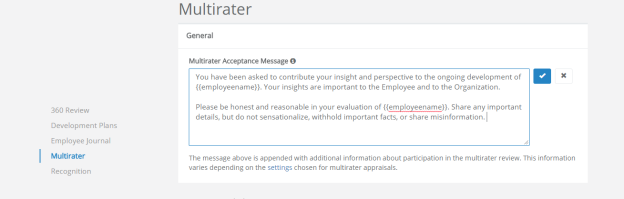 Multirater
General
Multirater Acceptance Message
You have been asked to contribute your insight and perspective to the ongoing development of
{{employeename}}. Your insights are important to the Employee and to the Organization.
Please be honest and reasonable in your evaluation of {{employeename}}. Share any important
details, but do not sensationalize, withhold important facts, or share misinformation.
The message above is appended with additional information about participation in the multirater review. This information
varies depending on the settings chosen for multirater appraisals.
360 Review
Development Plans
Employee Journal
Multirater
Recognition